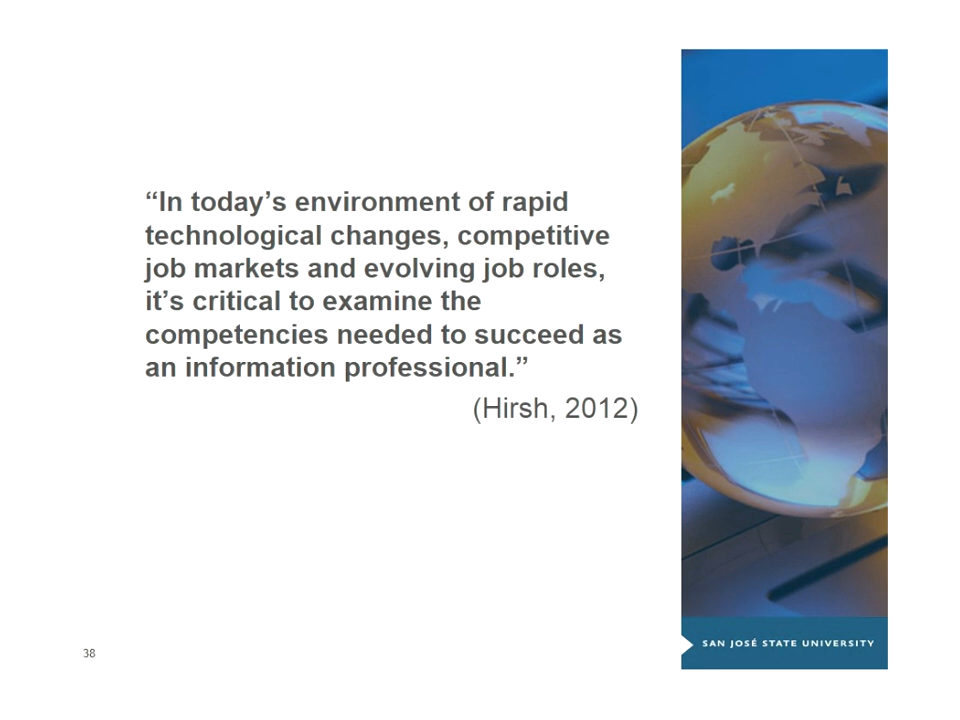 “In today’s environment of rapid
technological changes, competitive
job markets and evolving job roles,
it’s critical to examine the
competencies needed to succeed as
an information professional.”
(Hirsh, 2012)
38
SAN JOSÉ STATE UNIVERSITY